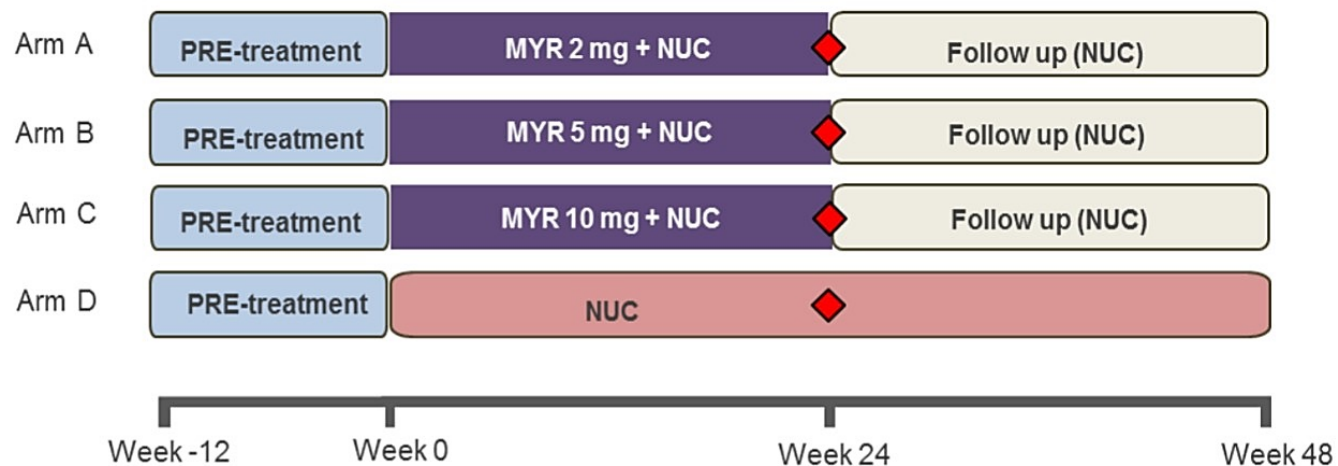 Arm A
PRE-treatment
MYR 2 mg + NUC
Follow up (NUC)
Arm B
PRE-treatment
MYR 5 mg + NUC
Follow up (NUC)
Arm C
PRE-treatment
MYR 10 mg + NUC
Follow up (NUC)
Arm D
PRE-treatment
NUC
Week -12
Week 0
Week 24
Week 48